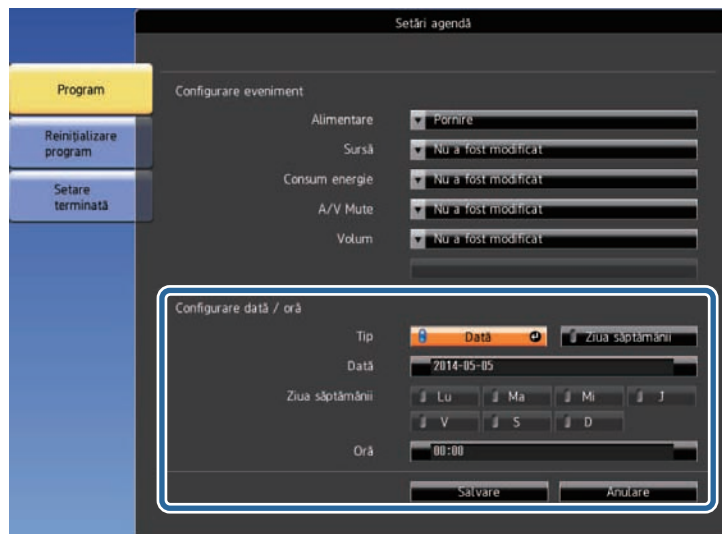 Setări agendă
Program
Reinițializare
program
Setare
terminată
Configurare eveniment
Alimentare Pornire
Sursă Nu a fost modificat
Consum energie Nu a fost modificat
A/V Mute Nu a fost modificat
Volum Nu a fost modificat
Configurare dată / oră
Tip Dată Ziua săptămânii
Dată 2014-05-05
Ziua săptămânii Lu Ma Mi J
V S D
Oră 00:00
Salvare Anulare